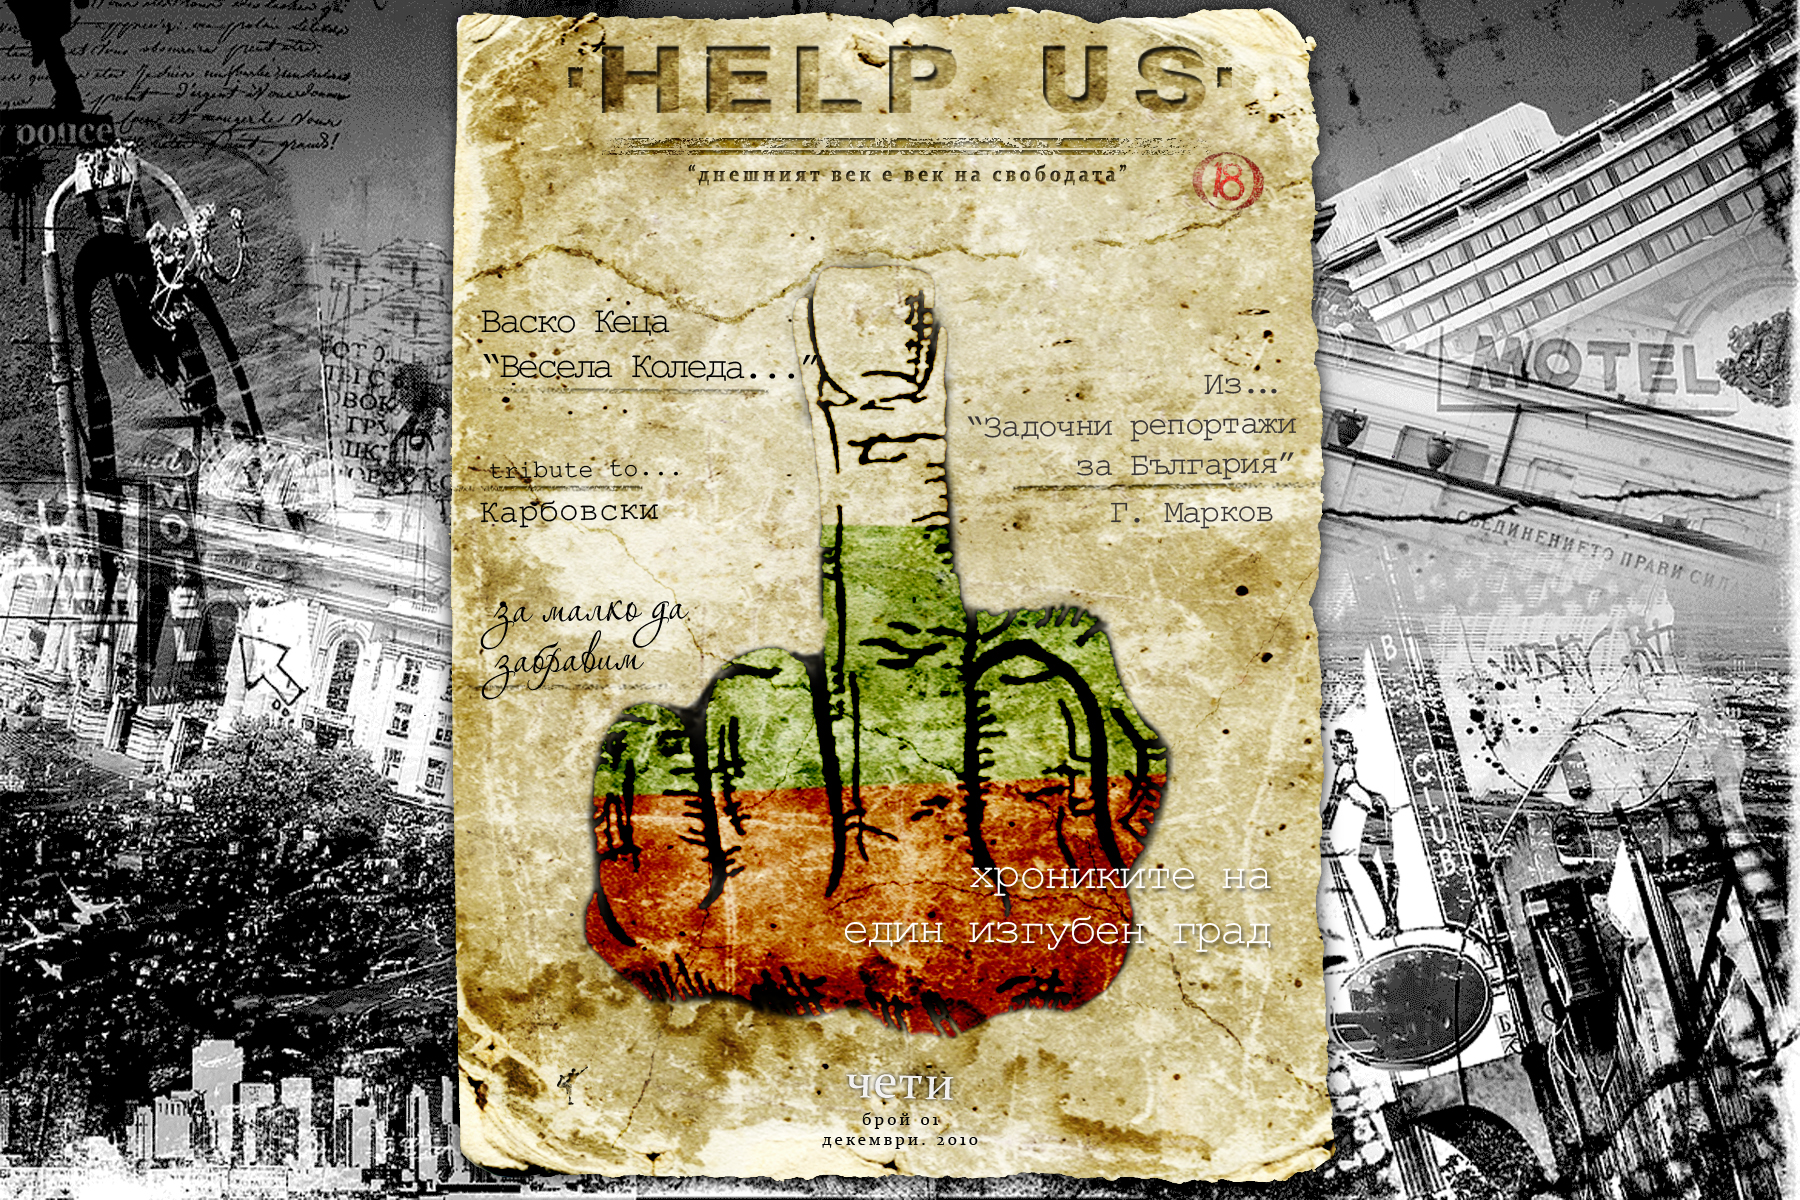 ·HELP US·
“днешният век е век на свободата”
18
Васко Кеца
“Весела Коледа...”
Из...
“Задочни репортажи
за България”
Г. Марков
tribute to...
Карбовски
за малко да
забравим
хрониките на
един изгубен град
чети
брой 01
декември. 2010
police
MOTEL
СЪЕДИНЕНИЕТО ПРАВИ СИЛА
CLUB